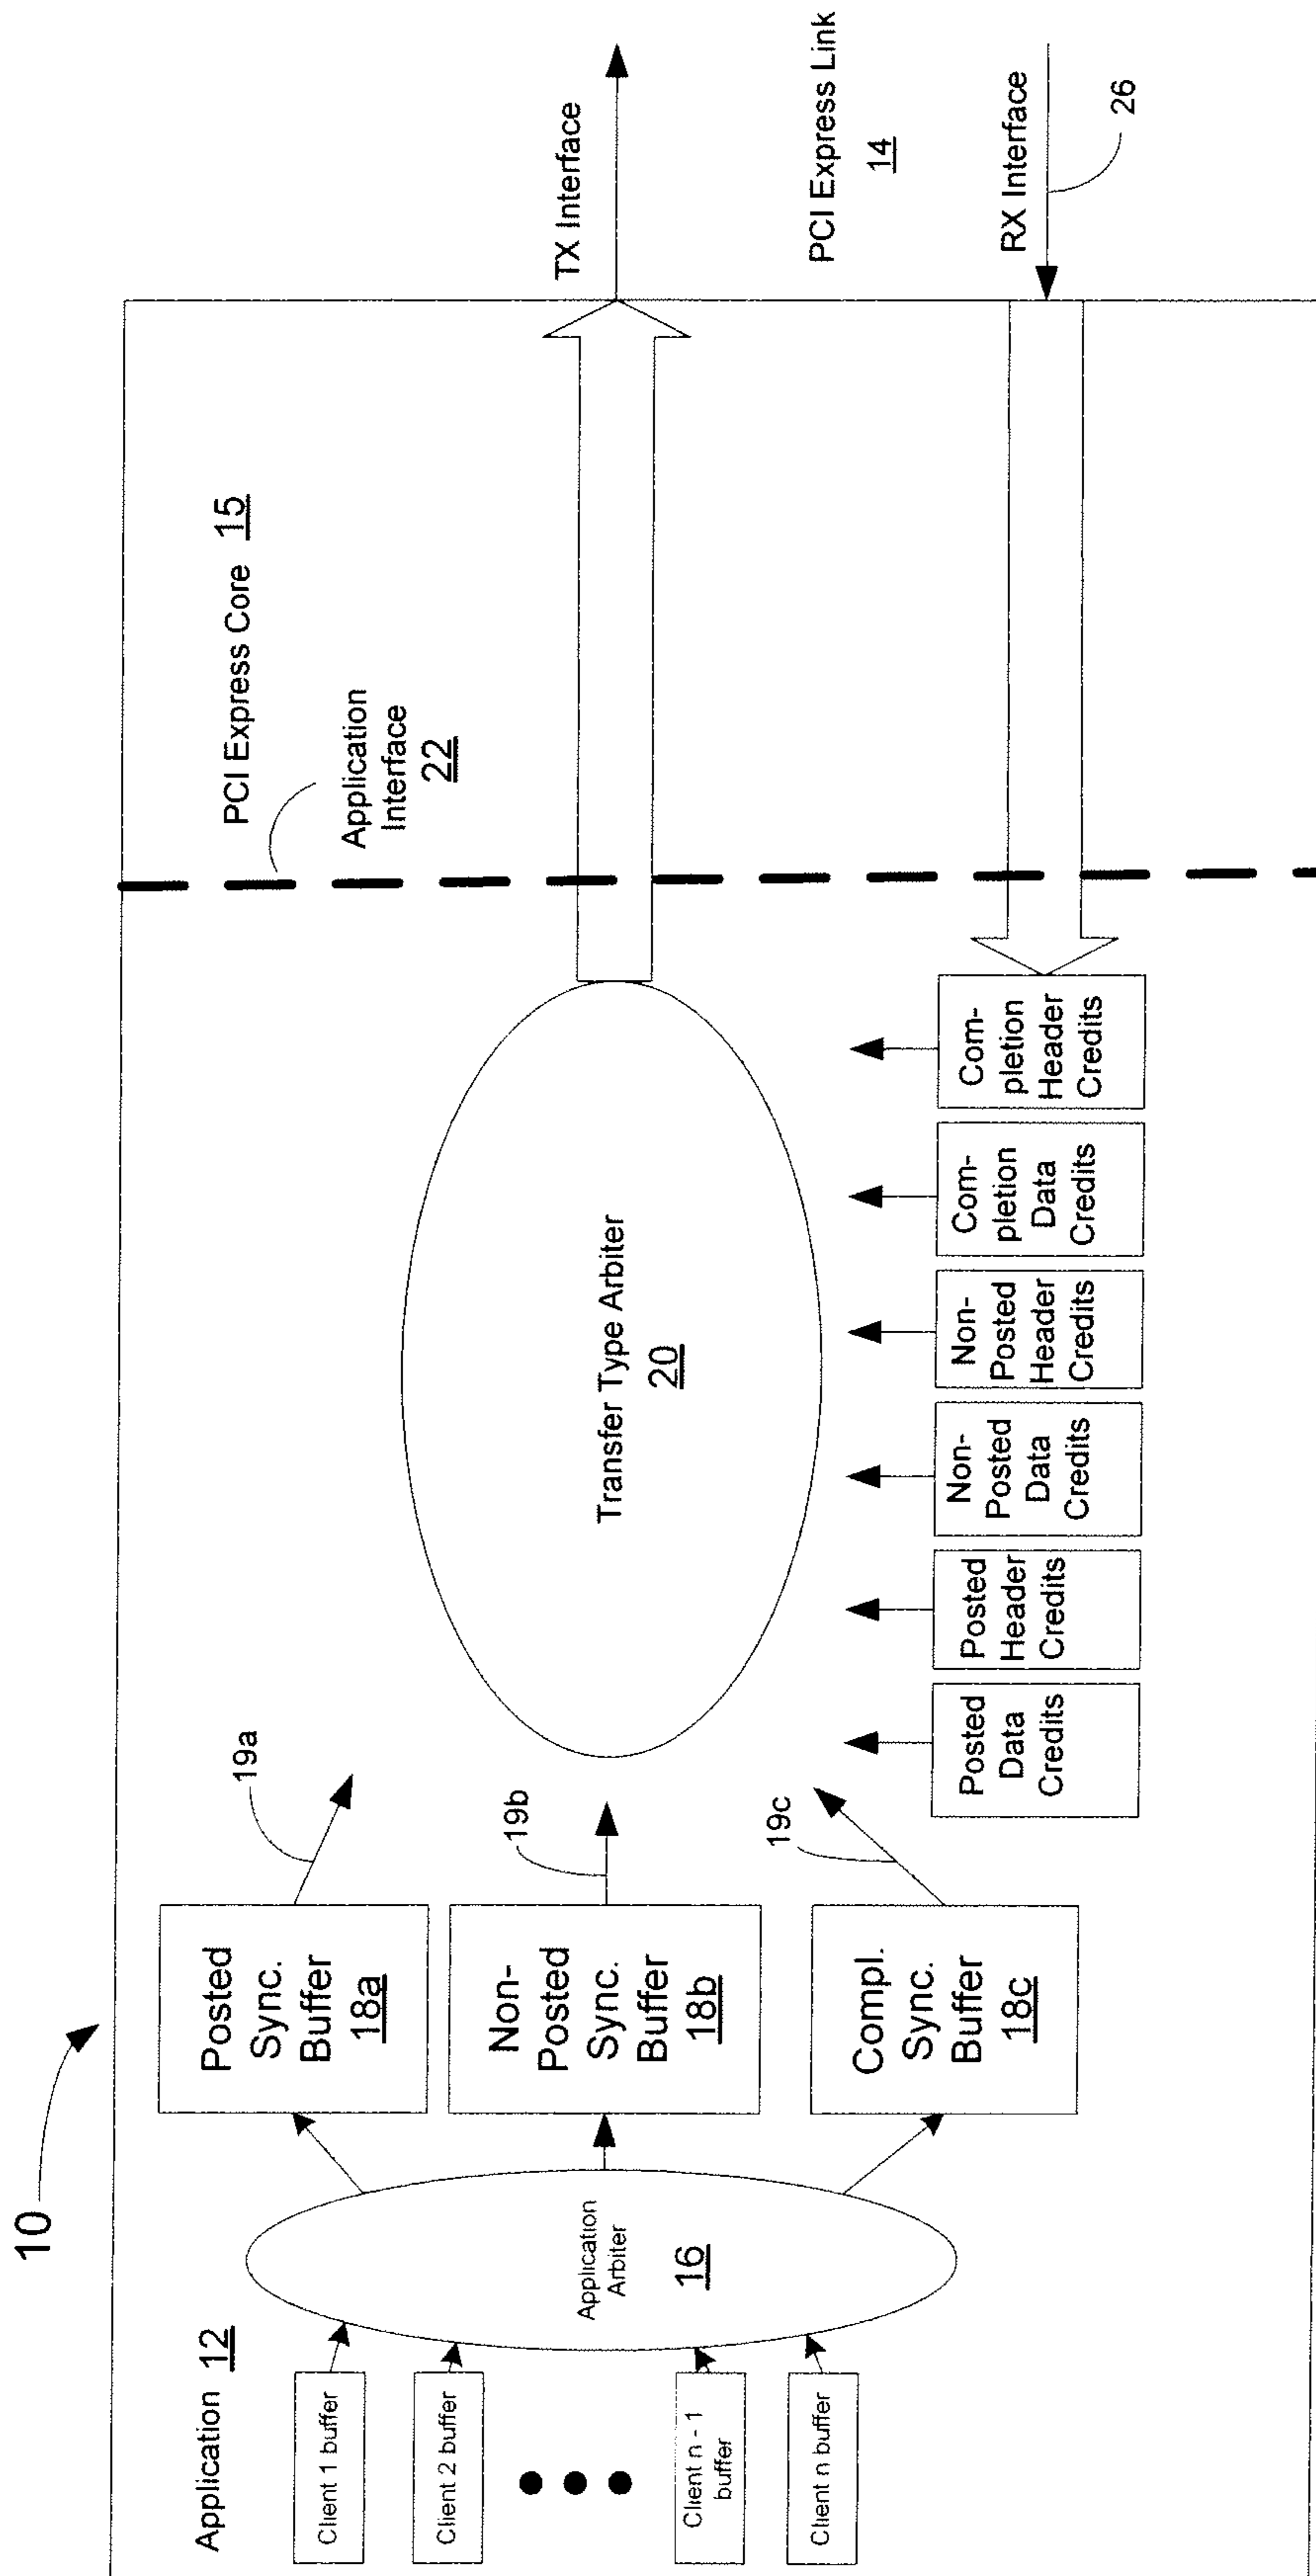 10
Application 12
Client 1 buffer
Client 2 buffer
Client n - 1
buffer
Client n buffer
Application
Arbiter
16
Posted
Sync.
Buffer
18a
Non-
Posted
Sync.
Buffer
18b
Compl.
Sync.
Buffer
18c
19a
19b
19c
Transfer Type Arbiter
20
Posted
Data
Credits
Posted
Header
Credits
Non-
Posted
Data
Credits
Non-
Posted
Header
Credits
Com-
pletion
Data
Credits
Com-
pletion
Header
Credits
PCI Express Core 15
Application
Interface
22
TX Interface
PCI Express Link
14
RX Interface
26